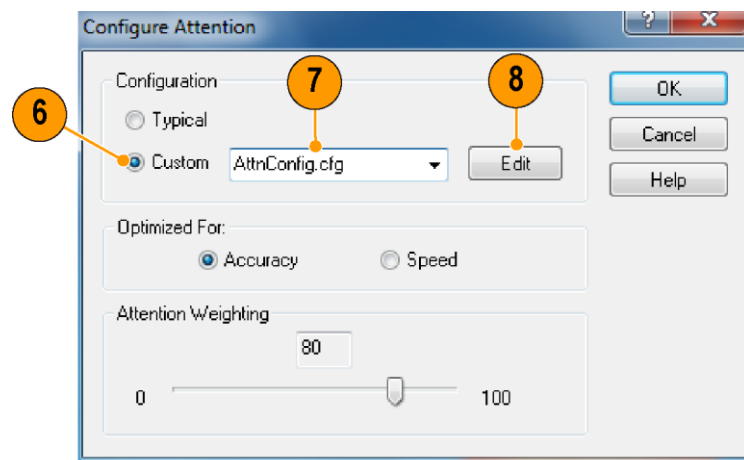 Configure Attention
?
X
Configuration
6
7
8
Typical
Custom
AttnConfig.cfg
Edit
OK
Cancel
Help
Optimized For:
Accuracy
Speed
Attention Weighting
80
0
100